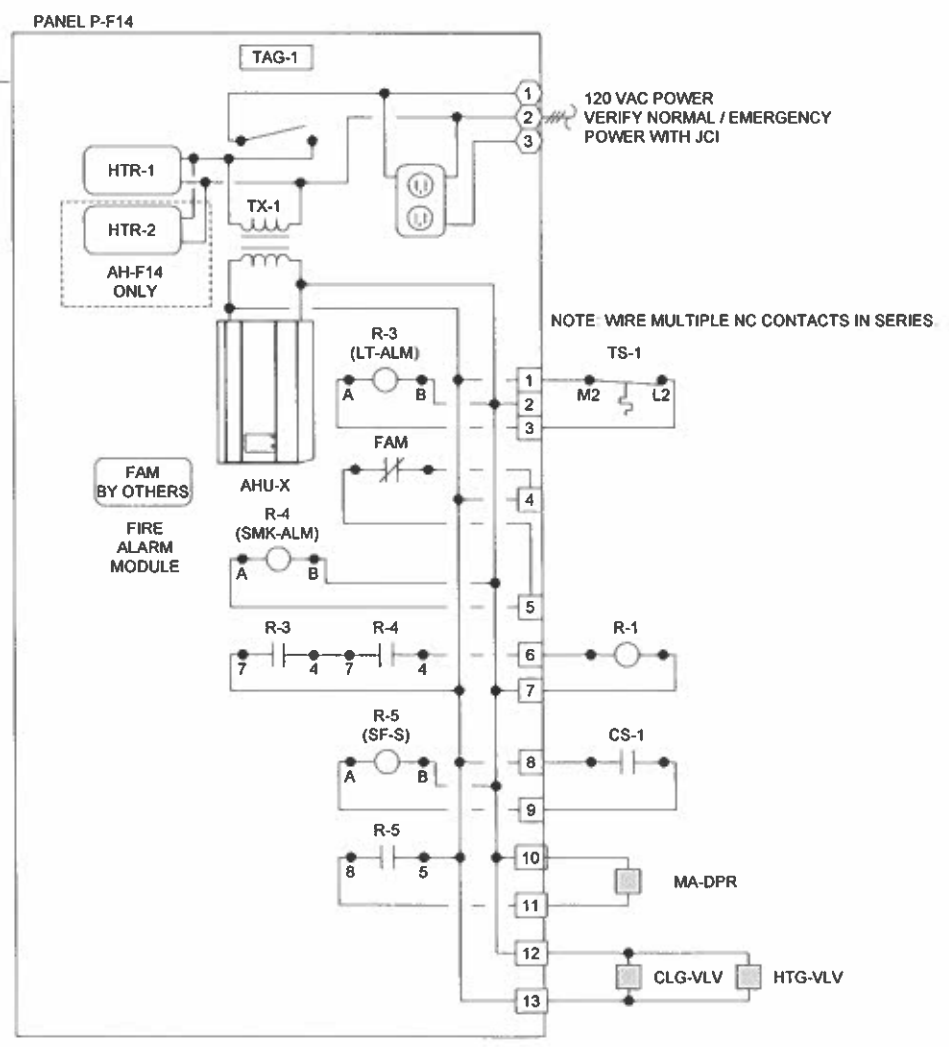 PANEL P-F14
TAG-1
1
2
3
120 VAC POWER
VERIFY NORMAL / EMERGENCY
POWER WITH JCI
HTR-1
HTR-2
AH-F14
ONLY
TX-1
NOTE: WIRE MULTIPLE NC CONTACTS IN SERIES
R-3
(LT-ALM)
A
B
1
2
3
TS-1
M2
L2
FAM
4
AHU-X
FAM
BY OTHERS
FIRE
ALARM
MODULE
R-4
(SMK-ALM)
A
B
5
R-3
R-4
7
4
7
4
6
7
R-1
R-5
(SF-S)
A
B
8
9
CS-1
R-5
8
5
10
11
MA-DPR
12
13
CLG-VLV
HTG-VLV